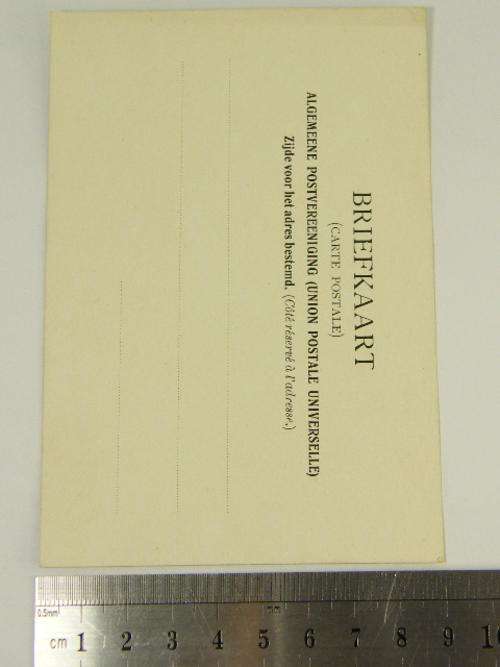 BRIEFKAART
(CARTE POSTALE)
ALGEMEENE POSTVEREENIGING (UNION POSTALE UNIVERSELLE)
Zijde voor het adres bestemd. (Côté réservé à l'adresse.)
0.5mm
cm 1 2 3 4 5 6 7 8 9 10